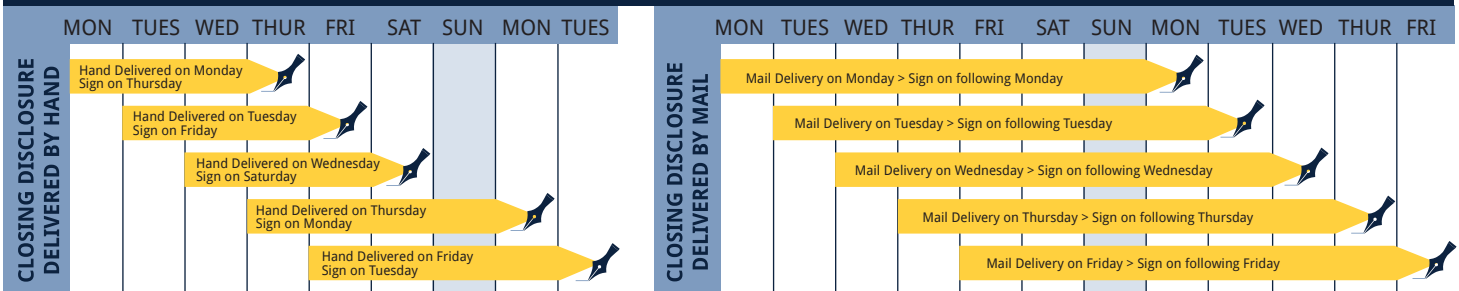 MON TUES WED THUR FRI SAT SUN MON TUES
CLOSING DISCLOSURE
DELIVERED BY HAND
Hand Delivered on Monday
Sign on Thursday
Hand Delivered on Tuesday
Sign on Friday
Hand Delivered on Wednesday
Sign on Saturday
Hand Delivered on Thursday
Sign on Monday
Hand Delivered on Friday
Sign on Tuesday
MON TUES WED THUR FRI SAT SUN MON TUES WED THUR FRI
CLOSING DISCLOSURE
DELIVERED BY MAIL
Mail Delivery on Monday > Sign on following Monday
Mail Delivery on Tuesday > Sign on following Tuesday
Mail Delivery on Wednesday > Sign on following Wednesday
Mail Delivery on Thursday > Sign on following Thursday
Mail Delivery on Friday > Sign on following Friday